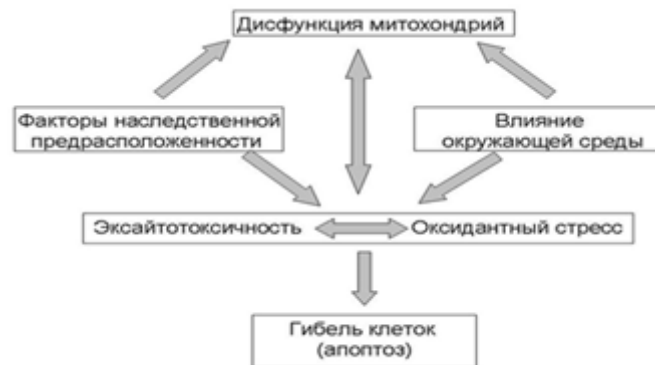 Дисфункция митохондрий
Факторы наследственной
предрасположенности
Влияние
окружающей среды
Эксайтотоксичность
Оксидантный стресс
Гибель клеток
(апоптоз)